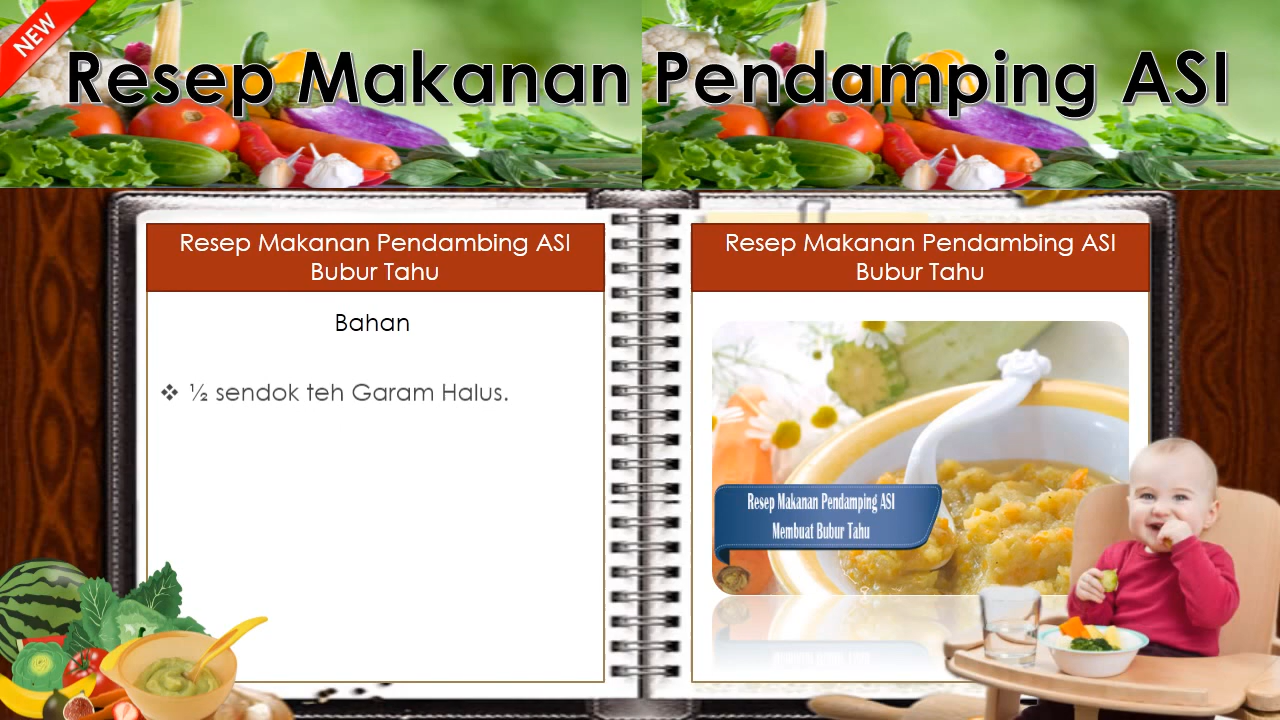 NEW
Resep Makanan Pendamping ASI
Resep Makanan Pendambing ASI
Bubur Tahu
Bahan
❖ ½ sendok teh Garam Halus.
Resep Makanan Pendambing ASI
Bubur Tahu
Resep Makanan Pendamping ASI
Membuat Bubur Tahu